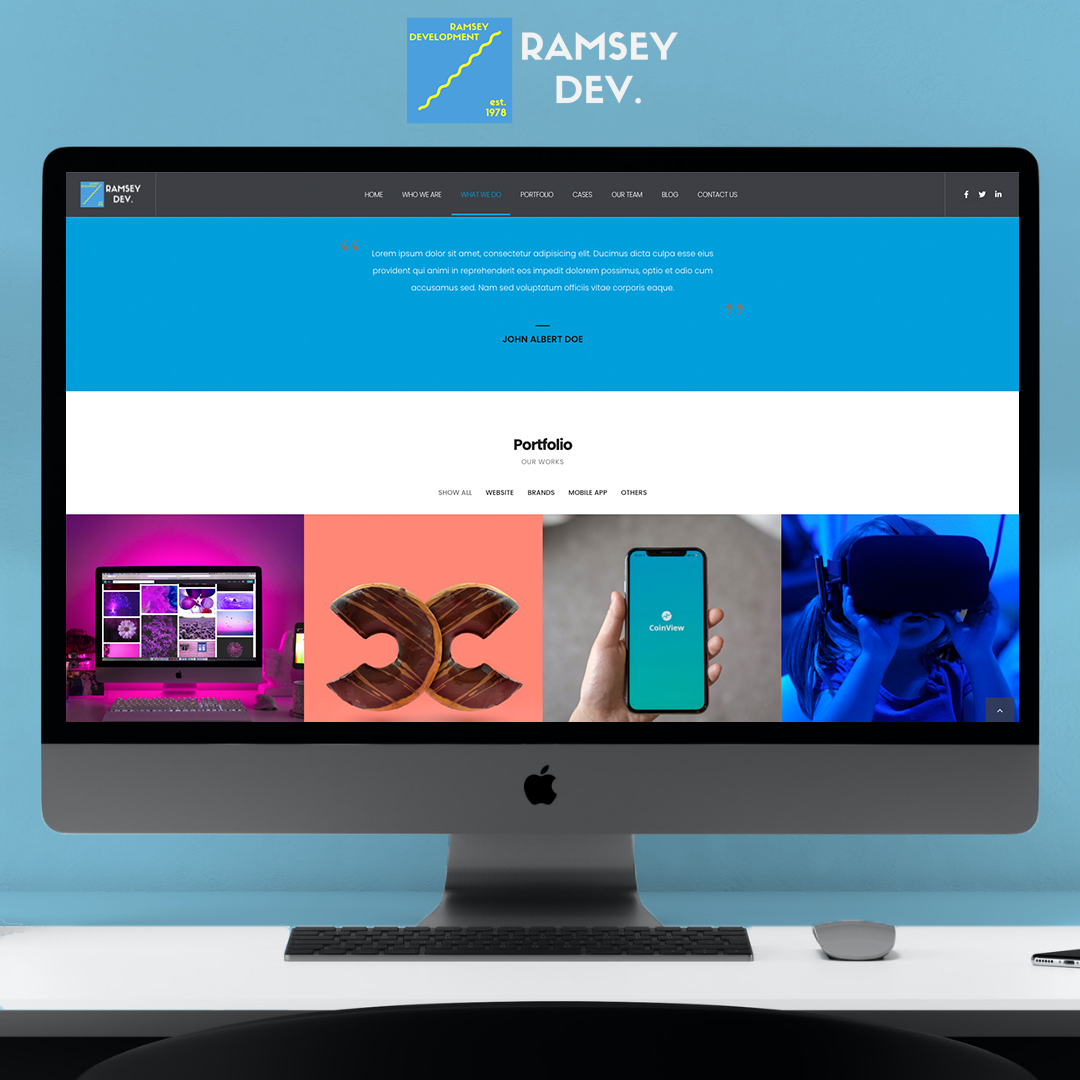 RAMSEY
DEVELOPMENT
est.
1978
RAMSEY
DEV.
RAMSEY
DEV.
HOME WHO WE ARE WHAT WE DO PORTFOLIO CASES OUR TEAM BLOG CONTACT US
“
Lorem ipsum dolor sit amet, consectetur adipisicing elit. Ducimus dicta culpa esse eius
provident qui animi in reprehenderit eos impedit dolorem possimus, optio et odio cum
accusamus sed. Nam sed voluptatum officiis vitae corporis eaque.
”
JOHN ALBERT DOE
Portfolio
OUR WORKS
SHOW ALL WEBSITE BRANDS MOBILE APP OTHERS
CoinView